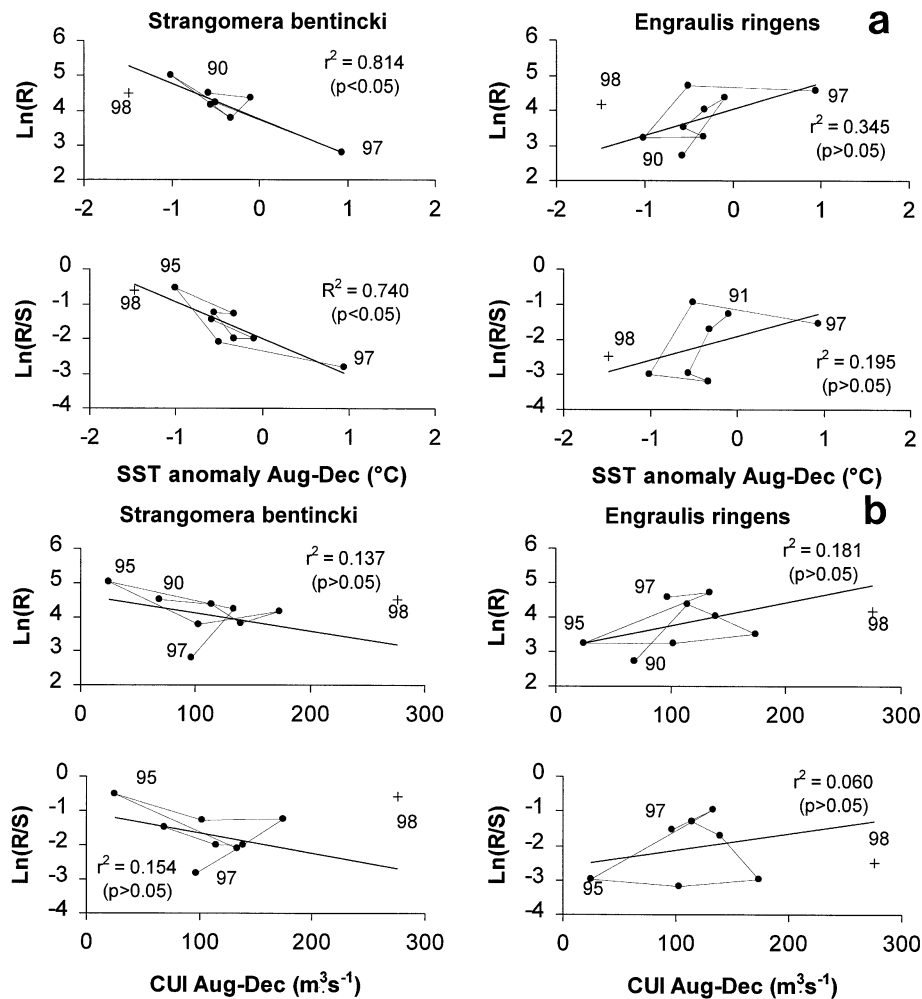 Strangomera bentincki
Engraulis ringens
a
6
5
4
3
2
Ln(R)
90
98
97
r² = 0.814
(p<0.05)
-2 -1 0 1 2
6
5
4
3
2
Ln(R)
98
90
97
r² = 0.345
(p>0.05)
-2 -1 0 1 2
0
-1
-2
-3
-4
Ln(R/S)
95
98
97
R² = 0.740
(p<0.05)
-2 -1 0 1 2
SST anomaly Aug-Dec (°C)
0
-1
-2
-3
-4
Ln(R/S)
91
98
97
r² = 0.195
(p>0.05)
-2 -1 0 1 2
SST anomaly Aug-Dec (°C)
Strangomera bentincki
Engraulis ringens
b
6
5
4
3
2
Ln(R)
95
90
97
98
r² = 0.137
(p>0.05)
0 100 200 300
6
5
4
3
2
Ln(R)
97
95
90
98
r² = 0.181
(p>0.05)
0 100 200 300
0
-1
-2
-3
-4
Ln(R/S)
95
97
98
r² = 0.154
(p>0.05)
0 100 200 300
CUI Aug-Dec (m³s⁻¹)
0
-1
-2
-3
-4
Ln(R/S)
97
95
98
r² = 0.060
(p>0.05)
0 100 200 300
CUI Aug-Dec (m³s⁻¹)